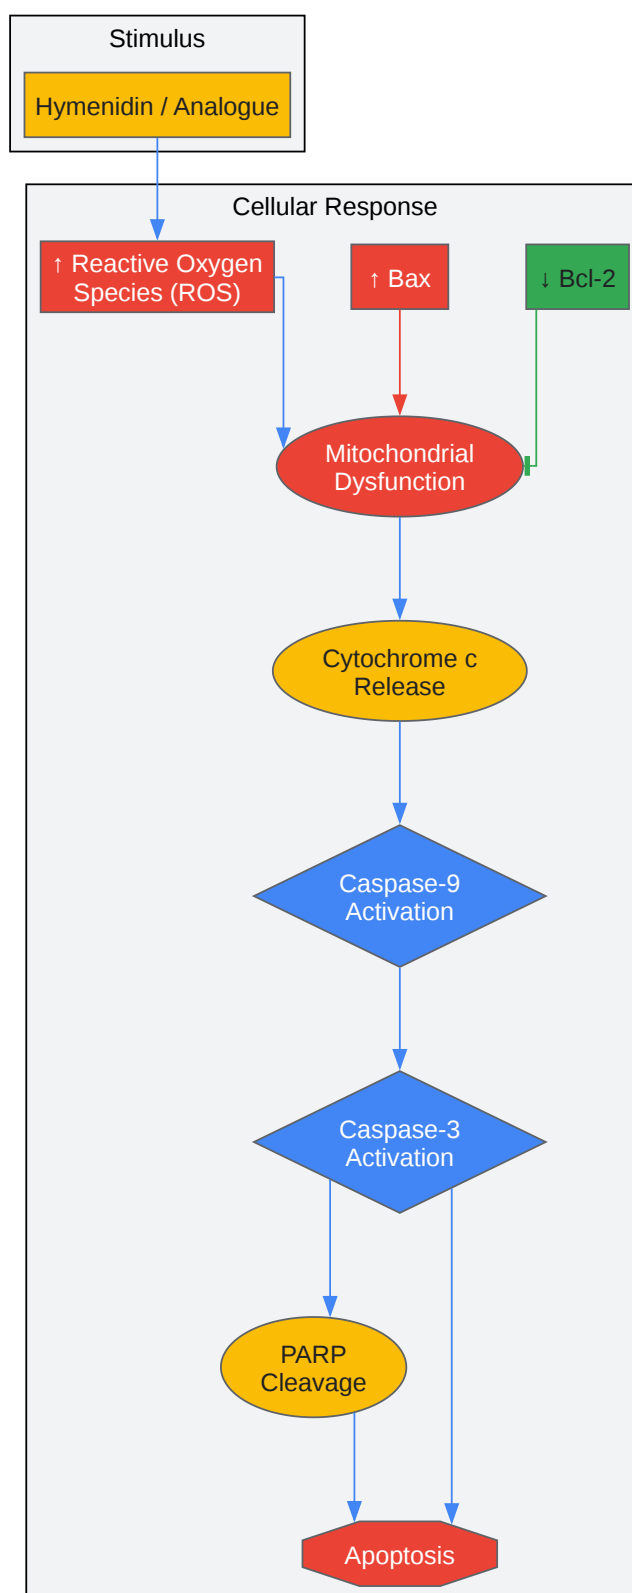 Stimulus
Hymenidin / Analogue
Cellular Response
↑ Reactive Oxygen
Species (ROS)
↑ Bax
↓ Bcl-2
Mitochondrial
Dysfunction
Cytochrome c
Release
Caspase-9
Activation
Caspase-3
Activation
PARP
Cleavage
Apoptosis